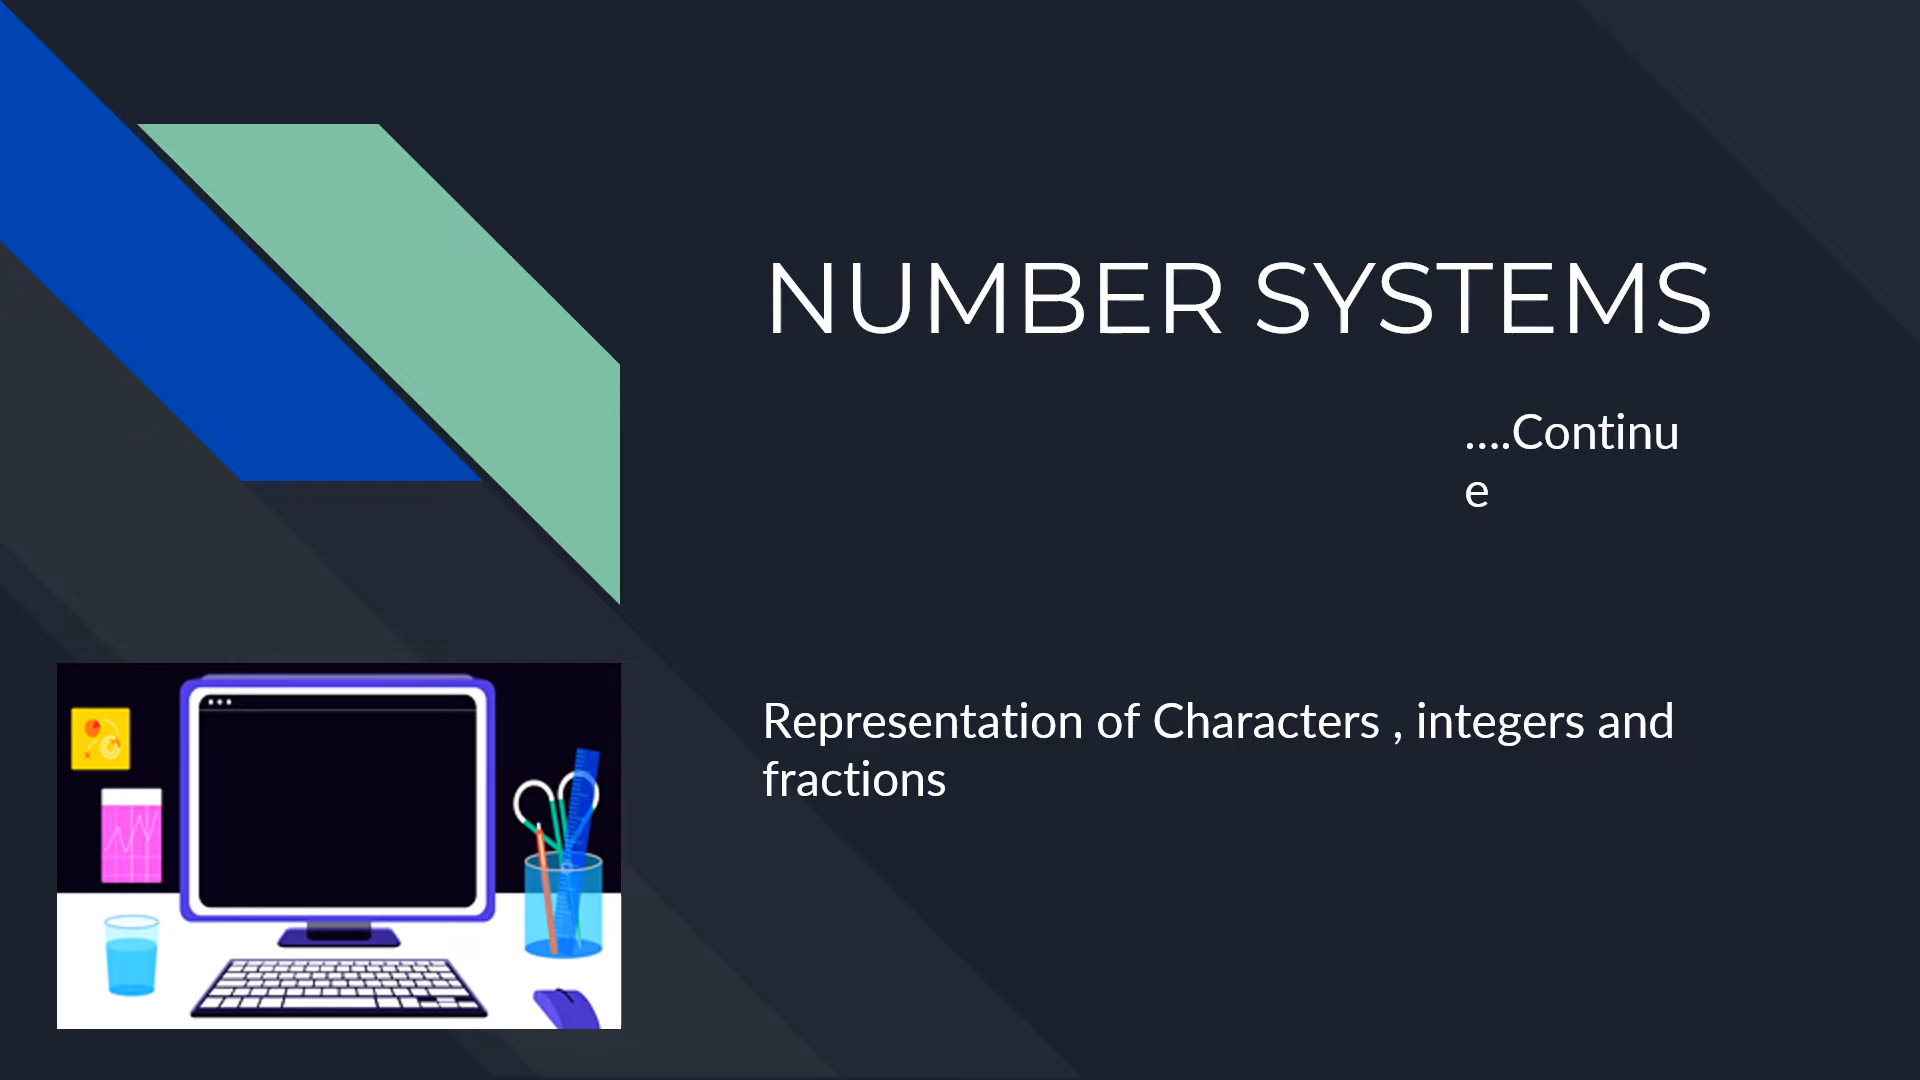 NUMBER SYSTEMS
....Continu
e
Representation of Characters , integers and
fractions